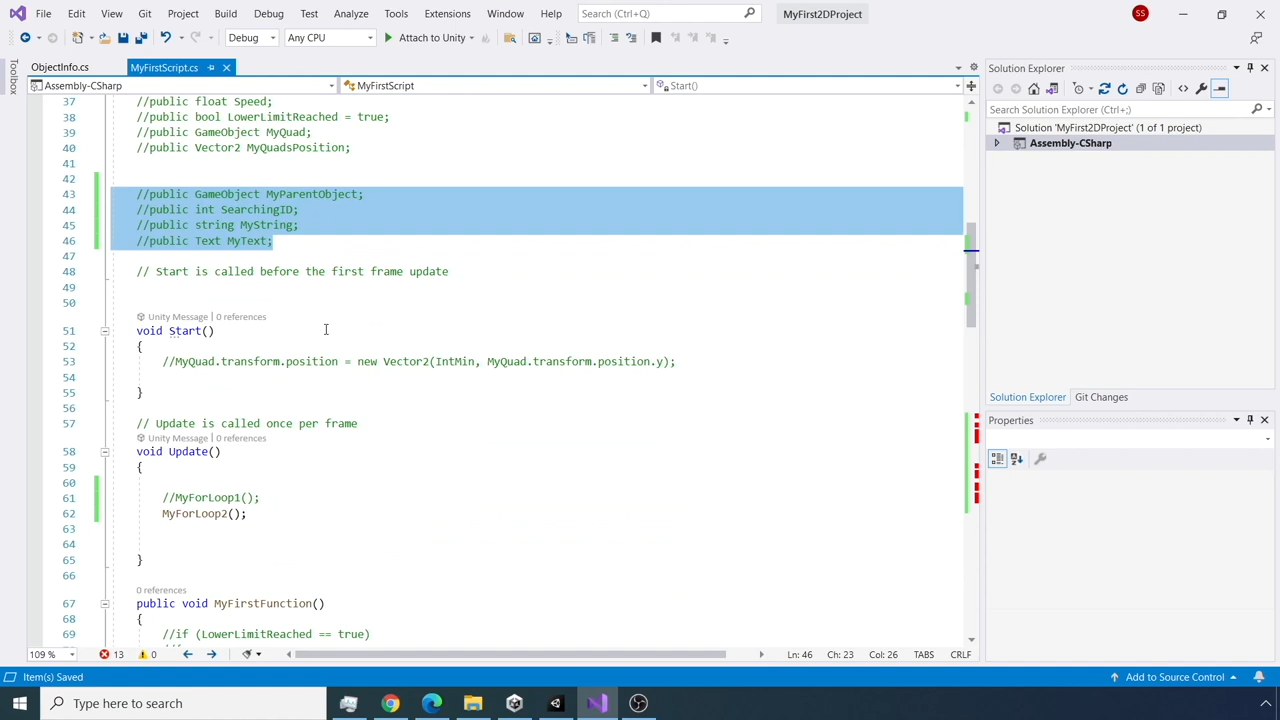 File Edit View Git Project Build Debug Test Analyze Tools Extensions Window Help Search (Ctrl+Q) MyFirst2DProject SS
Debug Any CPU Attach to Unity
Toolbox
ObjectInfo.cs MyFirstScript.cs
Assembly-CSharp MyFirstScript Start()
37 //public float Speed;
38 //public bool LowerLimitReached = true;
39 //public GameObject MyQuad;
40 //public Vector2 MyQuadsPosition;
41
42
43 //public GameObject MyParentObject;
44 //public int SearchingID;
45 //public string MyString;
46 //public Text MyText;
47
48 // Start is called before the first frame update
49
50
Unity Message | 0 references
51 void Start()
52 {
53 //MyQuad.transform.position = new Vector2(IntMin, MyQuad.transform.position.y);
54
55 }
56
57 // Update is called once per frame
Unity Message | 0 references
58 void Update()
59 {
60
61 //MyForLoop1();
62 MyForLoop2();
63
64
65 }
66
0 references
67 public void MyFirstFunction()
68 {
69 //if (LowerLimitReached == true)
109 % 13 0 Ln: 46 Ch: 23 Col: 26 TABS CRLF
Solution Explorer
Search Solution Explorer (Ctrl+;)
Solution 'MyFirst2DProject' (1 of 1 project)
Assembly-CSharp
Solution Explorer Git Changes
Properties
Item(s) Saved Add to Source Control
Type here to search